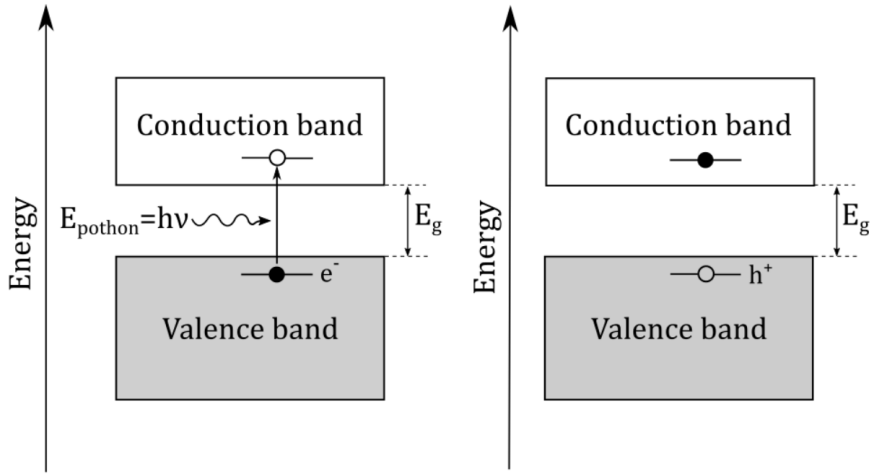 Energy
Conduction band
E_pothon=hν
E_g
e⁻
Valence band
Energy
Conduction band
E_g
h⁺
Valence band